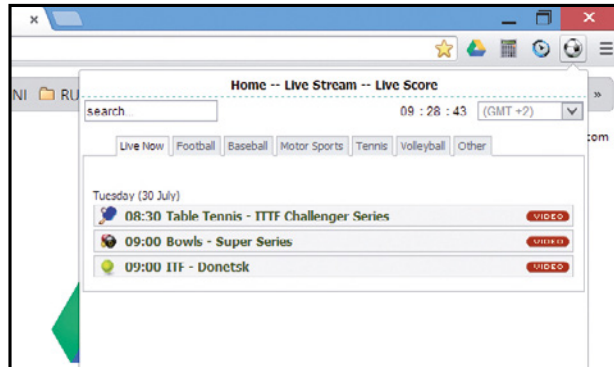 NI RU
»
com
Home -- Live Stream -- Live Score
search...
09 : 28 : 43 (GMT +2)
Live Now Football Baseball Motor Sports Tennis Volleyball Other
Tuesday (30 July)
08:30 Table Tennis - ITTF Challenger Series VIDEO
09:00 Bowls - Super Series VIDEO
09:00 ITF - Donetsk VIDEO